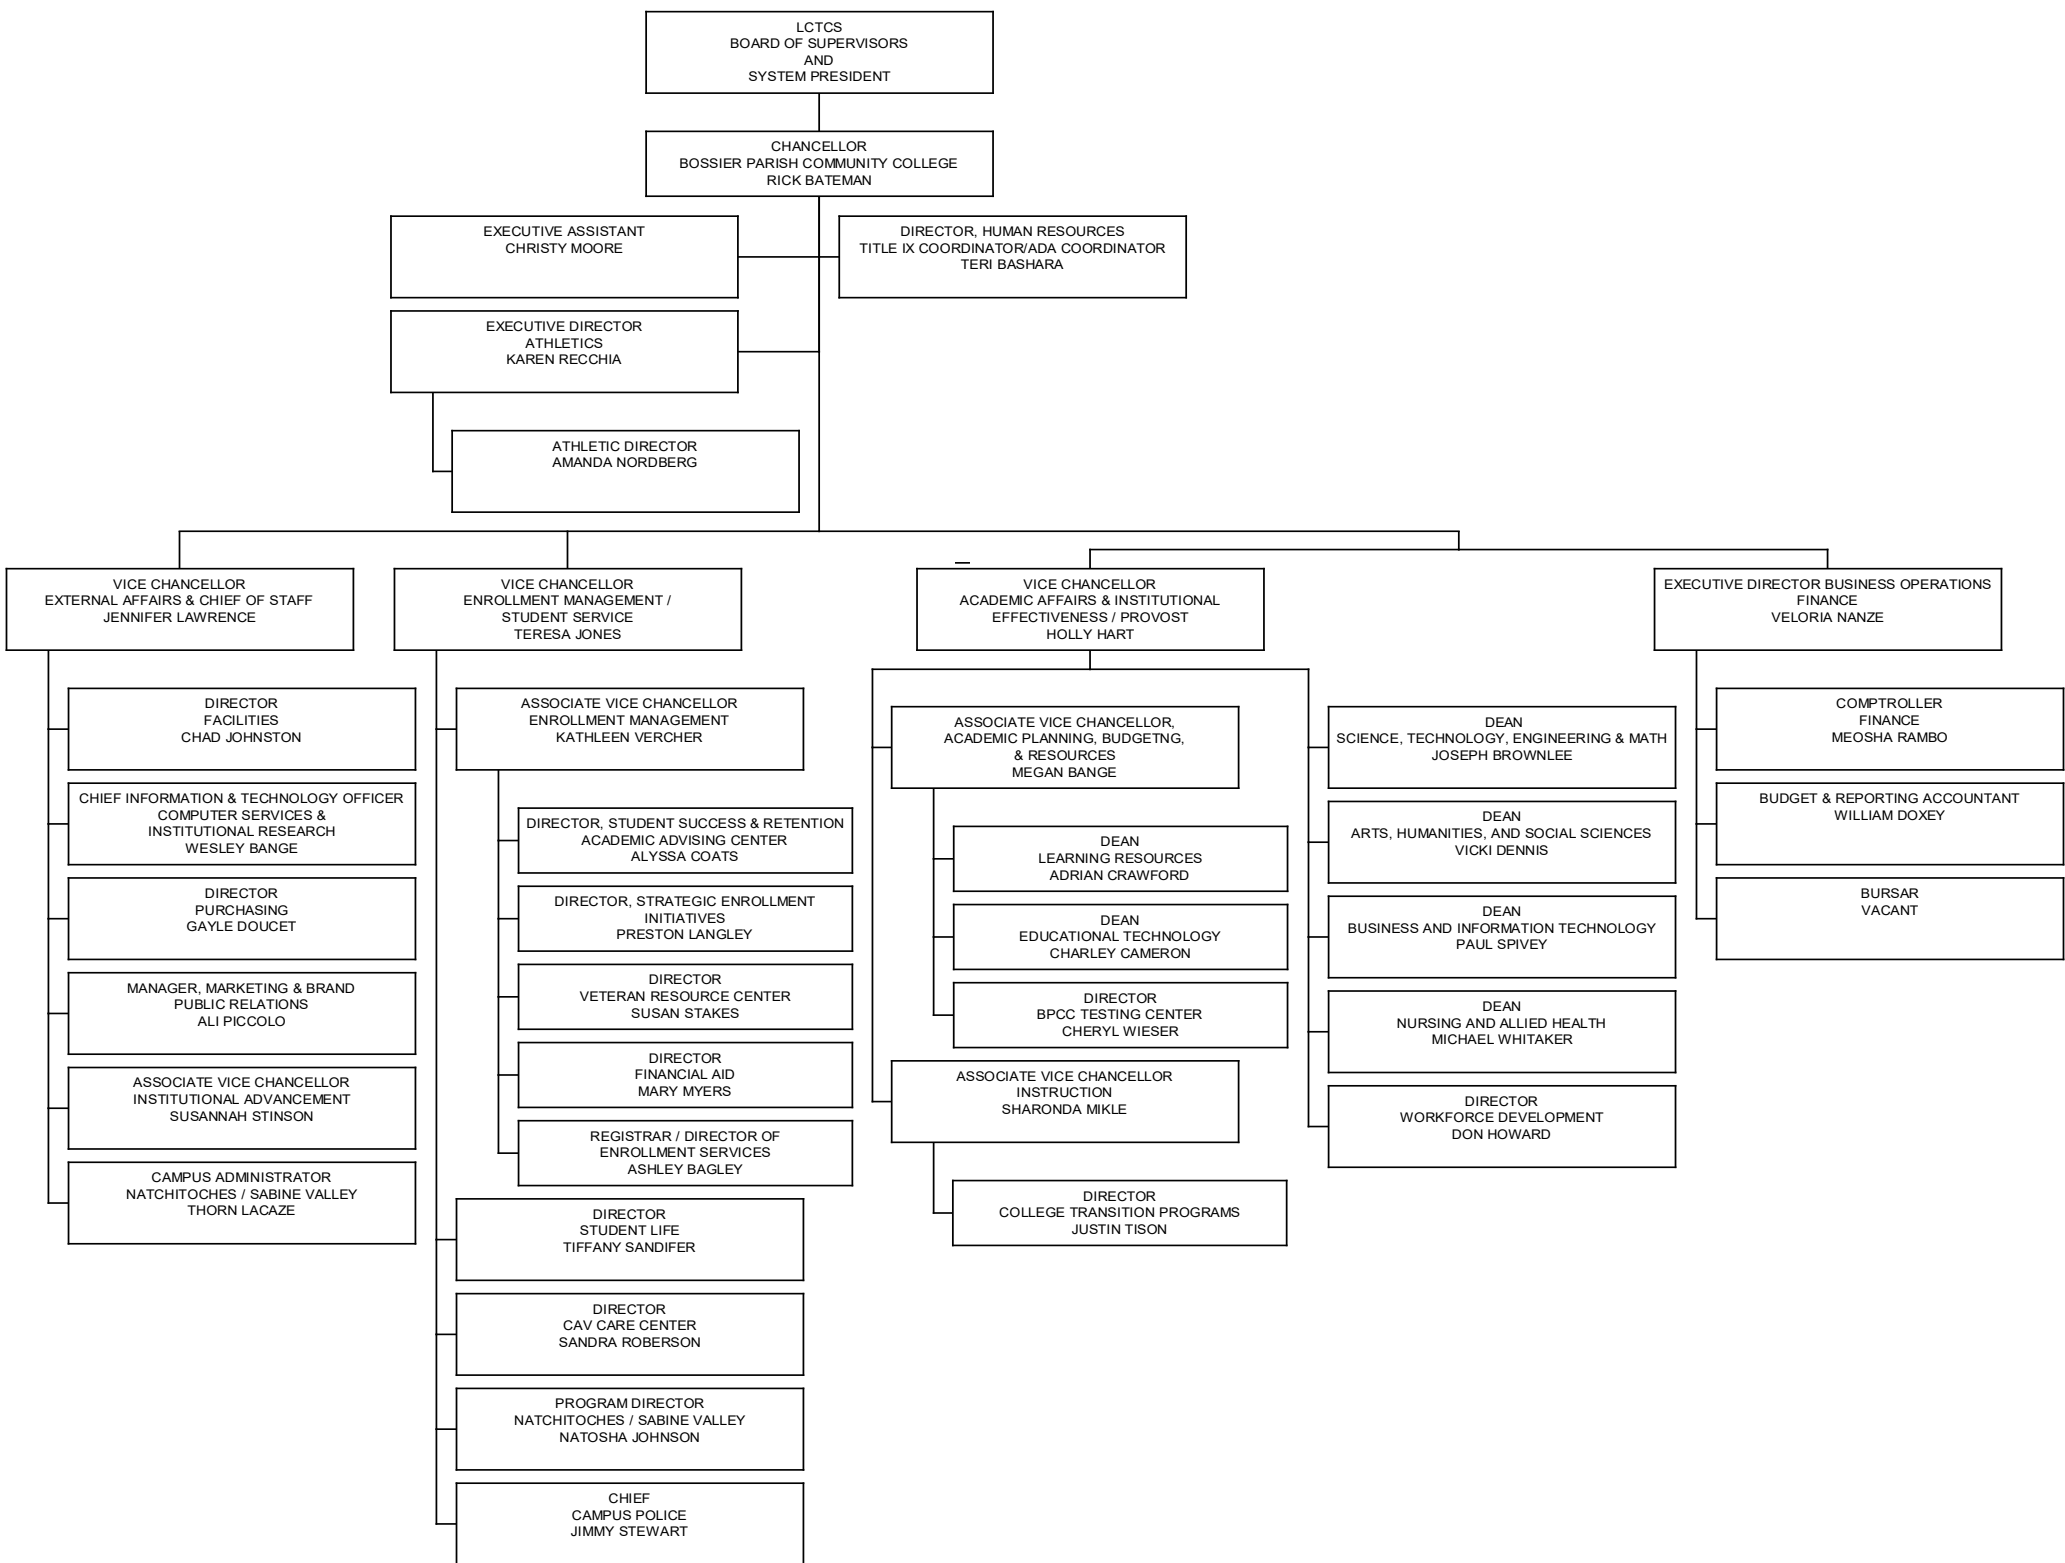 LCTCS
BOARD OF SUPERVISORS
AND
SYSTEM PRESIDENT
CHANCELLOR
BOSSIER PARISH COMMUNITY COLLEGE
RICK BATEMAN
EXECUTIVE ASSISTANT
CHRISTY MOORE
DIRECTOR, HUMAN RESOURCES
TITLE IX COORDINATOR/ADA COORDINATOR
TERI BASHARA
EXECUTIVE DIRECTOR
ATHLETICS
KAREN RECCHIA
ATHLETIC DIRECTOR
AMANDA NORDBERG
VICE CHANCELLOR
EXTERNAL AFFAIRS & CHIEF OF STAFF
JENNIFER LAWRENCE
DIRECTOR
FACILITIES
CHAD JOHNSTON
CHIEF INFORMATION & TECHNOLOGY OFFICER
COMPUTER SERVICES &
INSTITUTIONAL RESEARCH
WESLEY BANGE
DIRECTOR
PURCHASING
GAYLE DOUCET
MANAGER, MARKETING & BRAND
PUBLIC RELATIONS
ALI PICCOLO
ASSOCIATE VICE CHANCELLOR
INSTITUTIONAL ADVANCEMENT
SUSANNAH STINSON
CAMPUS ADMINISTRATOR
NATCHITOCHES / SABINE VALLEY
THORN LACAZE
VICE CHANCELLOR
ENROLLMENT MANAGEMENT /
STUDENT SERVICE
TERESA JONES
ASSOCIATE VICE CHANCELLOR
ENROLLMENT MANAGEMENT
KATHLEEN VERCHER
DIRECTOR, STUDENT SUCCESS & RETENTION
ACADEMIC ADVISING CENTER
ALYSSA COATS
DIRECTOR, STRATEGIC ENROLLMENT
INITIATIVES
PRESTON LANGLEY
DIRECTOR
VETERAN RESOURCE CENTER
SUSAN STAKES
DIRECTOR
FINANCIAL AID
MARY MYERS
REGISTRAR / DIRECTOR OF
ENROLLMENT SERVICES
ASHLEY BAGLEY
DIRECTOR
STUDENT LIFE
TIFFANY SANDIFER
DIRECTOR
CAV CARE CENTER
SANDRA ROBERSON
PROGRAM DIRECTOR
NATCHITOCHES / SABINE VALLEY
NATOSHA JOHNSON
CHIEF
CAMPUS POLICE
JIMMY STEWART
VICE CHANCELLOR
ACADEMIC AFFAIRS & INSTITUTIONAL
EFFECTIVENESS / PROVOST
HOLLY HART
ASSOCIATE VICE CHANCELLOR,
ACADEMIC PLANNING, BUDGETNG,
& RESOURCES
MEGAN BANGE
DEAN
LEARNING RESOURCES
ADRIAN CRAWFORD
DEAN
EDUCATIONAL TECHNOLOGY
CHARLEY CAMERON
DIRECTOR
BPCC TESTING CENTER
CHERYL WIESER
ASSOCIATE VICE CHANCELLOR
INSTRUCTION
SHARONDA MIKLE
DIRECTOR
COLLEGE TRANSITION PROGRAMS
JUSTIN TISON
DEAN
SCIENCE, TECHNOLOGY, ENGINEERING & MATH
JOSEPH BROWNLEE
DEAN
ARTS, HUMANITIES, AND SOCIAL SCIENCES
VICKI DENNIS
DEAN
BUSINESS AND INFORMATION TECHNOLOGY
PAUL SPIVEY
DEAN
NURSING AND ALLIED HEALTH
MICHAEL WHITAKER
DIRECTOR
WORKFORCE DEVELOPMENT
DON HOWARD
EXECUTIVE DIRECTOR BUSINESS OPERATIONS
FINANCE
VELORIA NANZE
COMPTROLLER
FINANCE
MEOSHA RAMBO
BUDGET & REPORTING ACCOUNTANT
WILLIAM DOXEY
BURSAR
VACANT